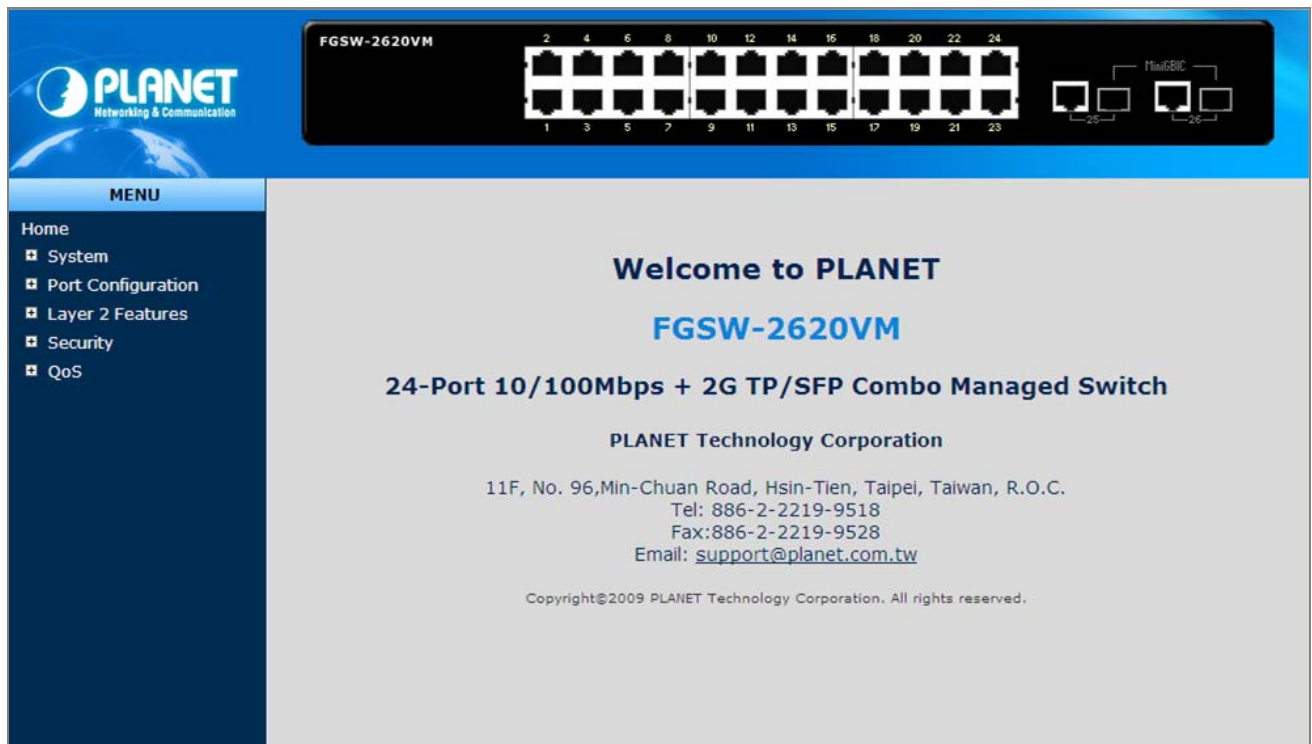 PLANET
Networking & Communication
FGSW-2620VM
2 4 6 8 10 12 14 16 18 20 22 24
1 3 5 7 9 11 13 15 17 19 21 23
MiniGBIC
25 26
MENU
Home
System
Port Configuration
Layer 2 Features
Security
QoS
Welcome to PLANET
FGSW-2620VM
24-Port 10/100Mbps + 2G TP/SFP Combo Managed Switch
PLANET Technology Corporation
11F, No. 96,Min-Chuan Road, Hsin-Tien, Taipei, Taiwan, R.O.C.
Tel: 886-2-2219-9518
Fax:886-2-2219-9528
Email: support@planet.com.tw
Copyright©2009 PLANET Technology Corporation. All rights reserved.